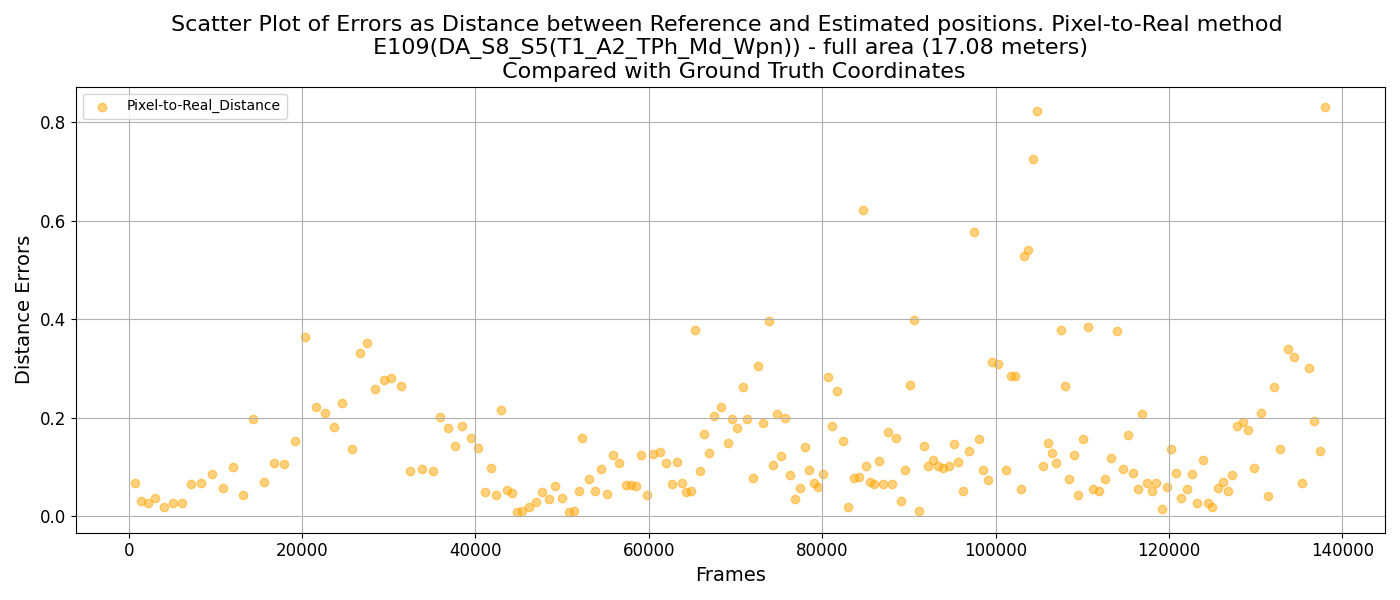 Scatter Plot of Errors as Distance between Reference and Estimated positions. Pixel-to-Real method
E109(DA_S8_S5(T1_A2_TPh_Md_Wpn)) - full area (17.08 meters)
Compared with Ground Truth Coordinates
Pixel-to-Real_Distance
Distance Errors
0.8
0.6
0.4
0.2
0.0
0 20000 40000 60000 80000 100000 120000 140000
Frames